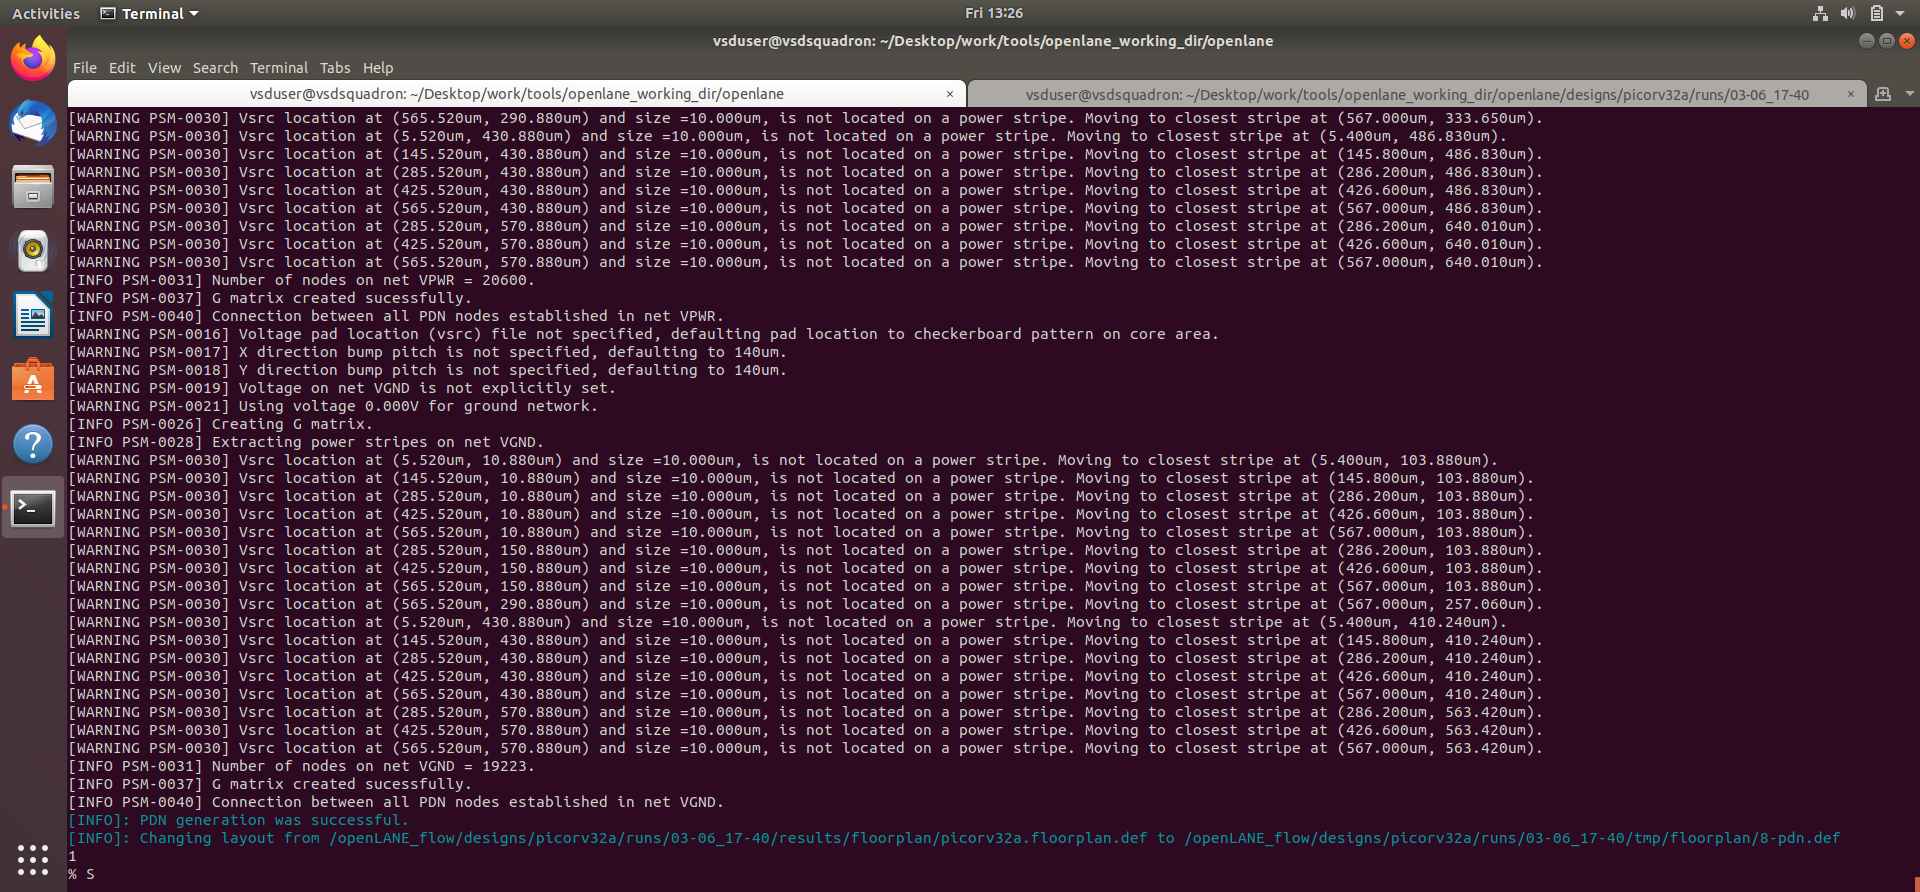 Activities Terminal Fri 13:26
vsduser@vsdsquadron: ~/Desktop/work/tools/openlane_working_dir/openlane
File Edit View Search Terminal Tabs Help
vsduser@vsdsquadron: ~/Desktop/work/tools/openlane_working_dir/openlane × vsduser@vsdsquadron: ~/Desktop/work/tools/openlane_working_dir/openlane/designs/picorv32a/runs/03-06_17-40 ×
[WARNING PSM-0030] Vsrc location at (565.520um, 290.880um) and size =10.000um, is not located on a power stripe. Moving to closest stripe at (567.000um, 333.650um).
[WARNING PSM-0030] Vsrc location at (5.520um, 430.880um) and size =10.000um, is not located on a power stripe. Moving to closest stripe at (5.400um, 486.830um).
[WARNING PSM-0030] Vsrc location at (145.520um, 430.880um) and size =10.000um, is not located on a power stripe. Moving to closest stripe at (145.800um, 486.830um).
[WARNING PSM-0030] Vsrc location at (285.520um, 430.880um) and size =10.000um, is not located on a power stripe. Moving to closest stripe at (286.200um, 486.830um).
[WARNING PSM-0030] Vsrc location at (425.520um, 430.880um) and size =10.000um, is not located on a power stripe. Moving to closest stripe at (426.600um, 486.830um).
[WARNING PSM-0030] Vsrc location at (565.520um, 430.880um) and size =10.000um, is not located on a power stripe. Moving to closest stripe at (567.000um, 486.830um).
[WARNING PSM-0030] Vsrc location at (285.520um, 570.880um) and size =10.000um, is not located on a power stripe. Moving to closest stripe at (286.200um, 640.010um).
[WARNING PSM-0030] Vsrc location at (425.520um, 570.880um) and size =10.000um, is not located on a power stripe. Moving to closest stripe at (426.600um, 640.010um).
[WARNING PSM-0030] Vsrc location at (565.520um, 570.880um) and size =10.000um, is not located on a power stripe. Moving to closest stripe at (567.000um, 640.010um).
[INFO PSM-0031] Number of nodes on net VPWR = 20600.
[INFO PSM-0037] G matrix created sucessfully.
[INFO PSM-0040] Connection between all PDN nodes established in net VPWR.
[WARNING PSM-0016] Voltage pad location (vsrc) file not specified, defaulting pad location to checkerboard pattern on core area.
[WARNING PSM-0017] X direction bump pitch is not specified, defaulting to 140um.
[WARNING PSM-0018] Y direction bump pitch is not specified, defaulting to 140um.
[WARNING PSM-0019] Voltage on net VGND is not explicitly set.
[WARNING PSM-0021] Using voltage 0.000V for ground network.
[INFO PSM-0026] Creating G matrix.
[INFO PSM-0028] Extracting power stripes on net VGND.
[WARNING PSM-0030] Vsrc location at (5.520um, 10.880um) and size =10.000um, is not located on a power stripe. Moving to closest stripe at (5.400um, 103.880um).
[WARNING PSM-0030] Vsrc location at (145.520um, 10.880um) and size =10.000um, is not located on a power stripe. Moving to closest stripe at (145.800um, 103.880um).
[WARNING PSM-0030] Vsrc location at (285.520um, 10.880um) and size =10.000um, is not located on a power stripe. Moving to closest stripe at (286.200um, 103.880um).
[WARNING PSM-0030] Vsrc location at (425.520um, 10.880um) and size =10.000um, is not located on a power stripe. Moving to closest stripe at (426.600um, 103.880um).
[WARNING PSM-0030] Vsrc location at (565.520um, 10.880um) and size =10.000um, is not located on a power stripe. Moving to closest stripe at (567.000um, 103.880um).
[WARNING PSM-0030] Vsrc location at (285.520um, 150.880um) and size =10.000um, is not located on a power stripe. Moving to closest stripe at (286.200um, 103.880um).
[WARNING PSM-0030] Vsrc location at (425.520um, 150.880um) and size =10.000um, is not located on a power stripe. Moving to closest stripe at (426.600um, 103.880um).
[WARNING PSM-0030] Vsrc location at (565.520um, 150.880um) and size =10.000um, is not located on a power stripe. Moving to closest stripe at (567.000um, 103.880um).
[WARNING PSM-0030] Vsrc location at (565.520um, 290.880um) and size =10.000um, is not located on a power stripe. Moving to closest stripe at (567.000um, 257.060um).
[WARNING PSM-0030] Vsrc location at (5.520um, 430.880um) and size =10.000um, is not located on a power stripe. Moving to closest stripe at (5.400um, 410.240um).
[WARNING PSM-0030] Vsrc location at (145.520um, 430.880um) and size =10.000um, is not located on a power stripe. Moving to closest stripe at (145.800um, 410.240um).
[WARNING PSM-0030] Vsrc location at (285.520um, 430.880um) and size =10.000um, is not located on a power stripe. Moving to closest stripe at (286.200um, 410.240um).
[WARNING PSM-0030] Vsrc location at (425.520um, 430.880um) and size =10.000um, is not located on a power stripe. Moving to closest stripe at (426.600um, 410.240um).
[WARNING PSM-0030] Vsrc location at (565.520um, 430.880um) and size =10.000um, is not located on a power stripe. Moving to closest stripe at (567.000um, 410.240um).
[WARNING PSM-0030] Vsrc location at (285.520um, 570.880um) and size =10.000um, is not located on a power stripe. Moving to closest stripe at (286.200um, 563.420um).
[WARNING PSM-0030] Vsrc location at (425.520um, 570.880um) and size =10.000um, is not located on a power stripe. Moving to closest stripe at (426.600um, 563.420um).
[WARNING PSM-0030] Vsrc location at (565.520um, 570.880um) and size =10.000um, is not located on a power stripe. Moving to closest stripe at (567.000um, 563.420um).
[INFO PSM-0031] Number of nodes on net VGND = 19223.
[INFO PSM-0037] G matrix created sucessfully.
[INFO PSM-0040] Connection between all PDN nodes established in net VGND.
[INFO]: PDN generation was successful.
[INFO]: Changing layout from /openLANE_flow/designs/picorv32a/runs/03-06_17-40/results/floorplan/picorv32a.floorplan.def to /openLANE_flow/designs/picorv32a/runs/03-06_17-40/tmp/floorplan/8-pdn.def
1
% S